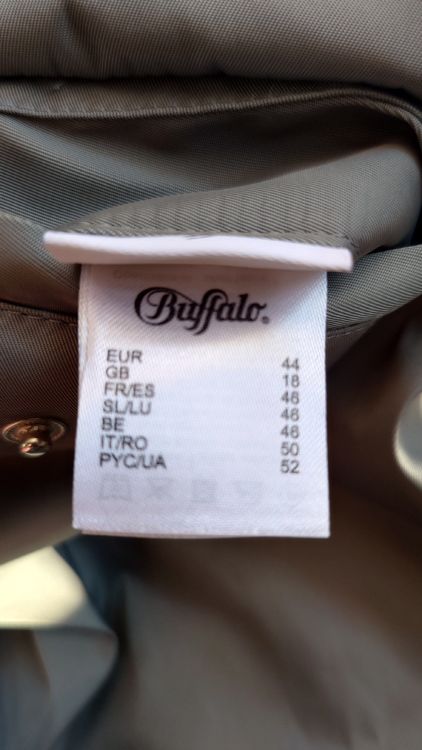 Buffalo®
EUR 44
GB 18
FR/ES 46
SL/LU 46
BE 46
IT/RO 50
PYC/UA 52